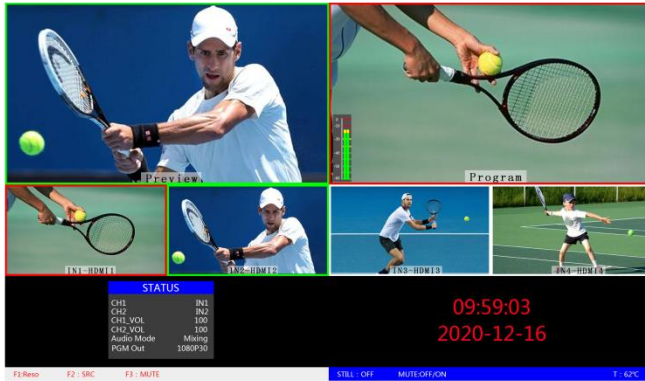 Preview
Program
IN1-HDMI1
IN2-HDMI2
IN3-HDMI3
IN4-HDMI4
STATUS
CH1 IN1
CH2 IN2
CH1_VOL 100
CH2_VOL 100
Audio Mode Mixing
PGM Out 1080P30
09:59:03
2020-12-16
F1:Reso F2 : SRC F3 : MUTE STILL : OFF MUTE:OFF/ON T : 62℃